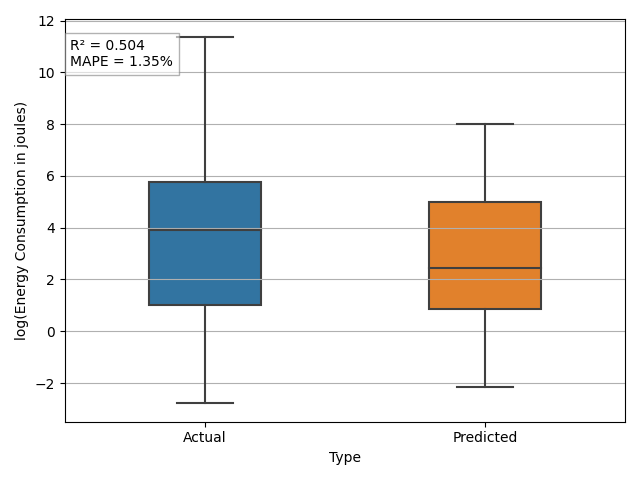 R² = 0.504
MAPE = 1.35%
12
10
8
6
4
2
0
−2
log(Energy Consumption in joules)
Actual
Predicted
Type